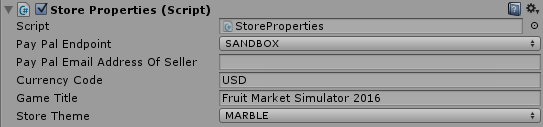 Store Properties (Script)
Script StoreProperties
Pay Pal Endpoint SANDBOX
Pay Pal Email Address Of Seller
Currency Code USD
Game Title Fruit Market Simulator 2016
Store Theme MARBLE